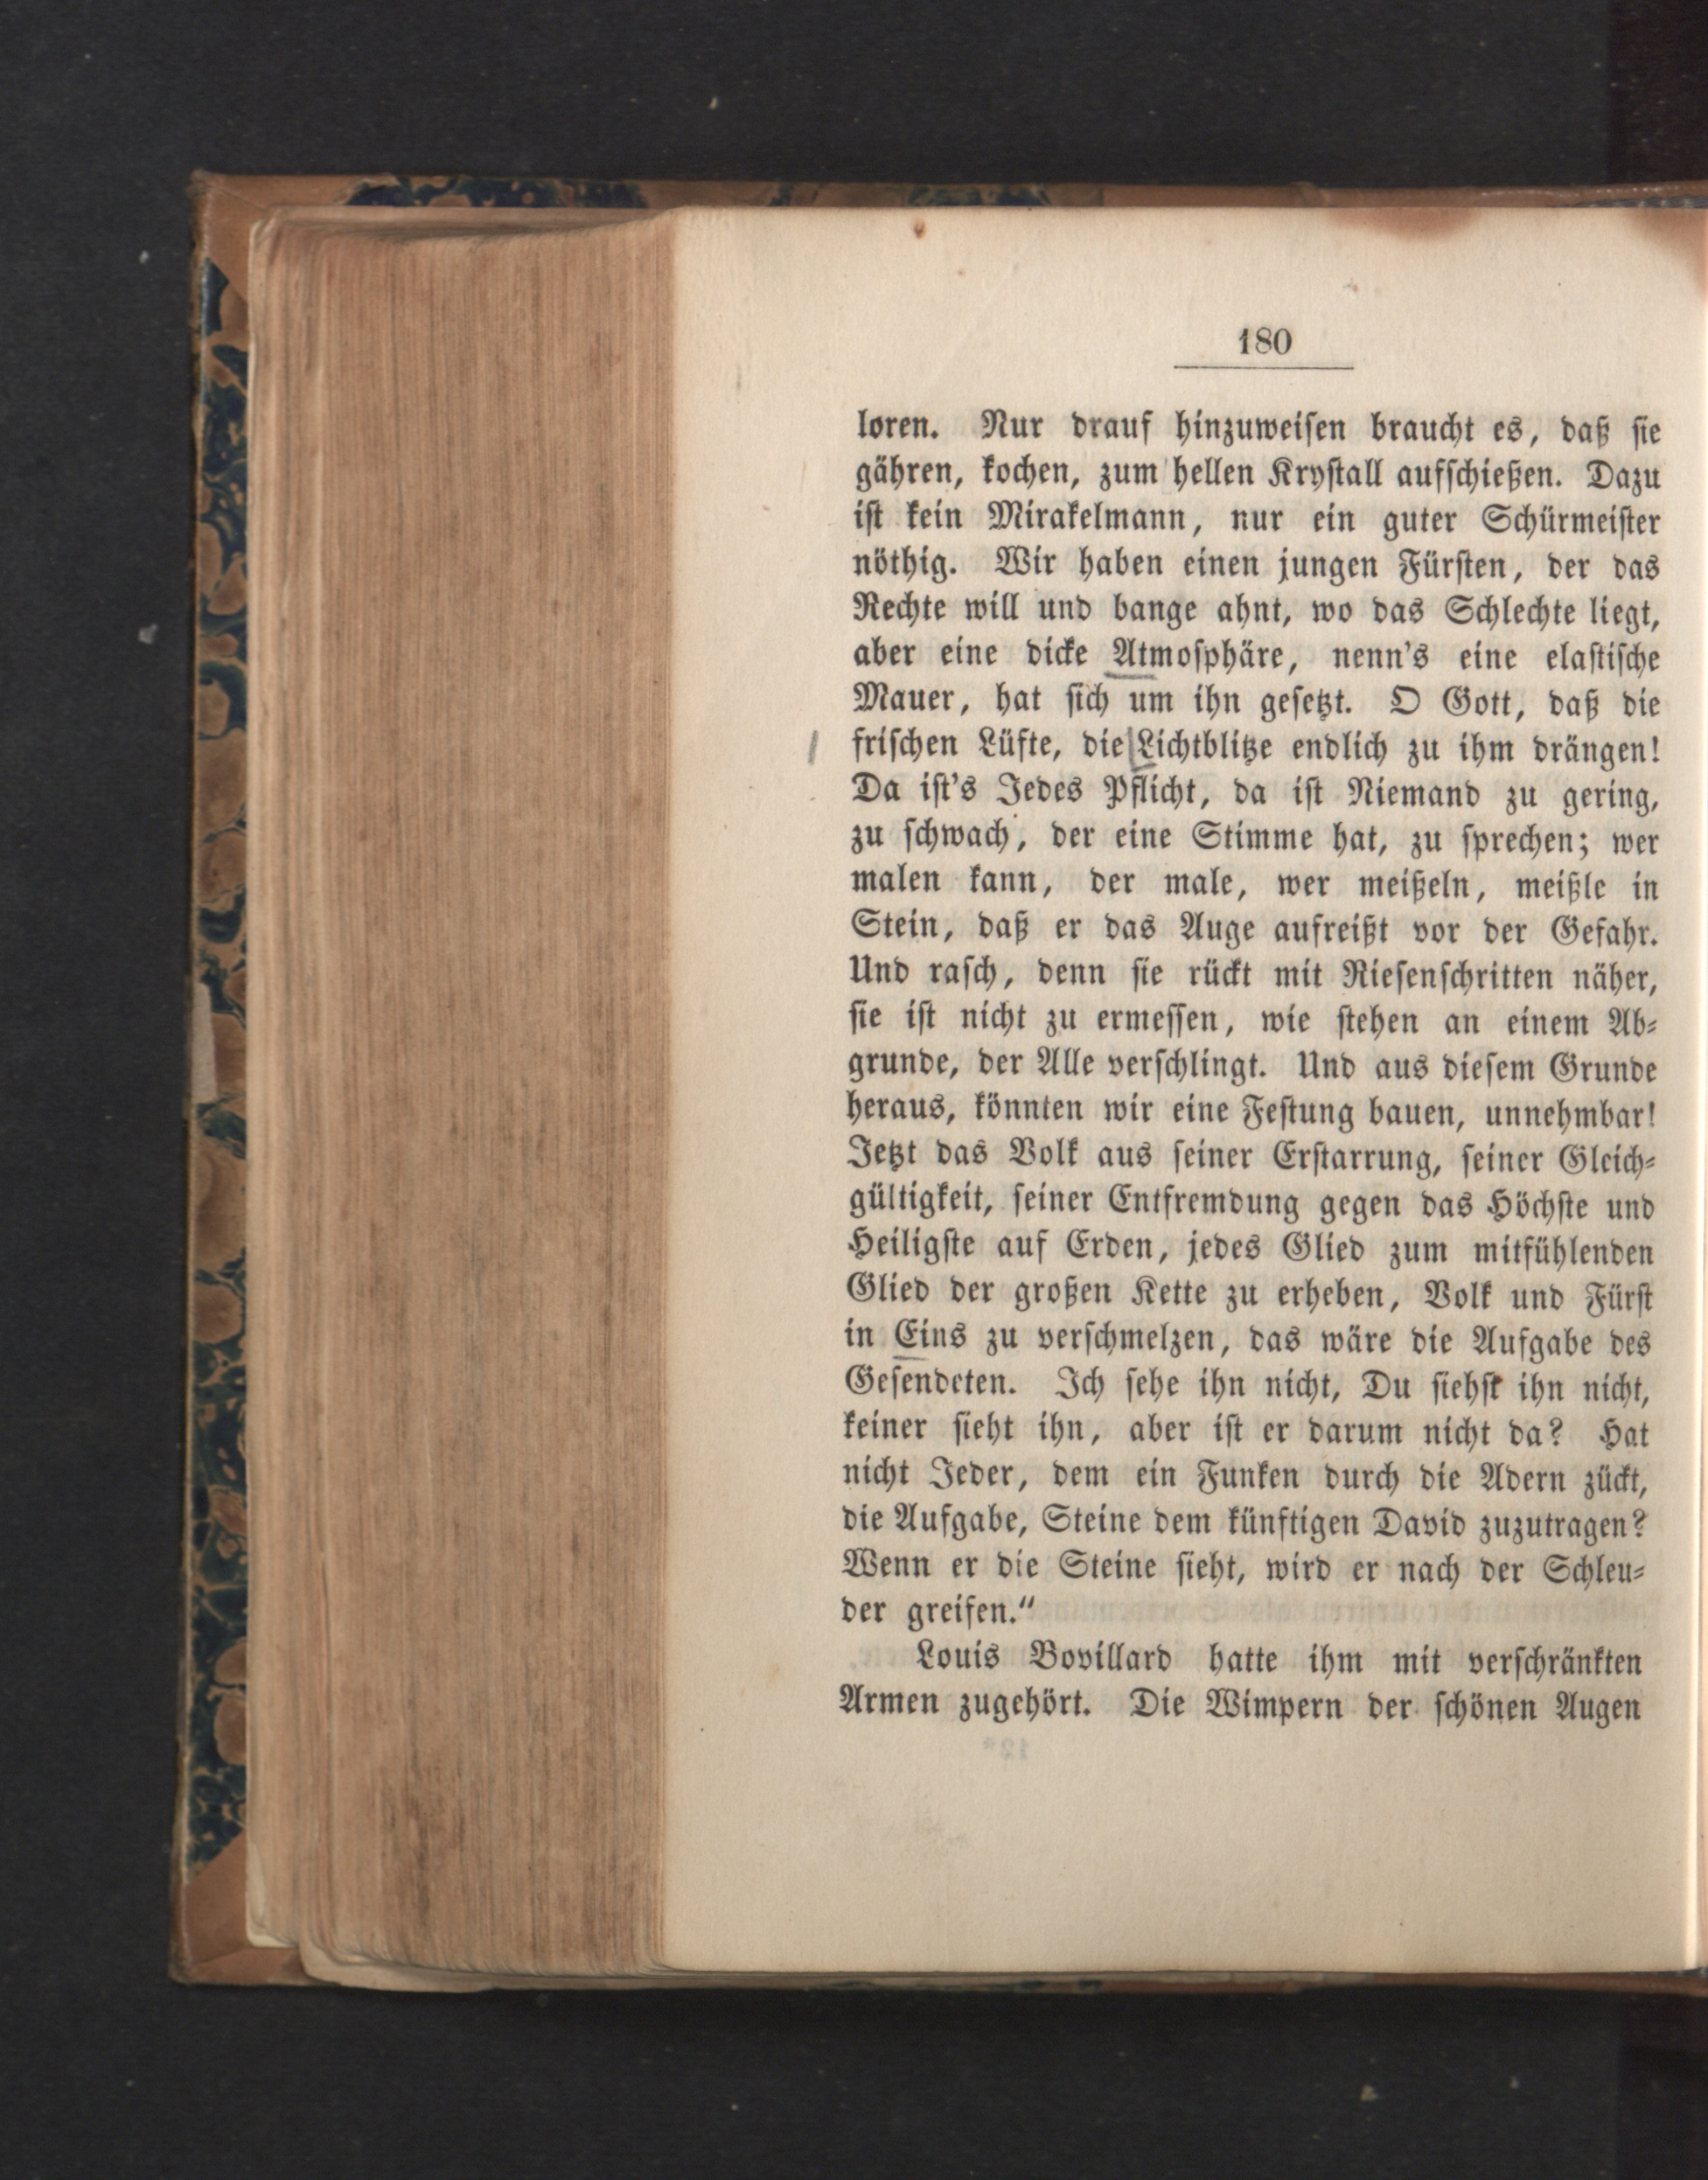 180
loren. Nur drauf hinzuweiſen braucht es, daß ſie
gähren, kochen, zum hellen Kryſtall aufſchießen. Dazu
iſt kein Mirakelmann, nur ein guter Schürmeiſter
nöthig. Wir haben einen jungen Fürſten, der das
Rechte will und bange ahnt, wo das Schlechte liegt,
aber eine dicke Atmoſphäre, nenn's eine elaſtiſche
Mauer, hat ſich um ihn geſetzt. O Gott, daß die
friſchen Lüfte, die Lichtblitze endlich zu ihm drängen!
Da iſt's Jedes Pflicht, da iſt Niemand zu gering,
zu ſchwach, der eine Stimme hat, zu ſprechen; wer
malen kann, der male, wer meißeln, meißle in
Stein, daß er das Auge aufreißt vor der Gefahr.
Und raſch, denn ſie rückt mit Rieſenſchritten näher,
ſie iſt nicht zu ermeſſen, wie ſtehen an einem Ab⸗
grunde, der Alle verſchlingt. Und aus dieſem Grunde
heraus, könnten wir eine Feſtung bauen, unnehmbar!
Jetzt das Volk aus ſeiner Erſtarrung, ſeiner Gleich⸗
gültigkeit, ſeiner Entfremdung gegen das Höchſte und
Heiligſte auf Erden, jedes Glied zum mitfühlenden
Glied der großen Kette zu erheben, Volk und Fürſt
in Eins zu verſchmelzen, das wäre die Aufgabe des
Geſendeten. Ich ſehe ihn nicht, Du ſiehſt ihn nicht,
keiner ſieht ihn, aber iſt er darum nicht da? Hat
nicht Jeder, dem ein Funken durch die Adern zückt,
die Aufgabe, Steine dem künftigen David zuzutragen?
Wenn er die Steine ſieht, wird er nach der Schleu⸗
der greifen.“
Louis Bovillard hatte ihm mit verſchränkten
Armen zugehört. Die Wimpern der ſchönen Augen